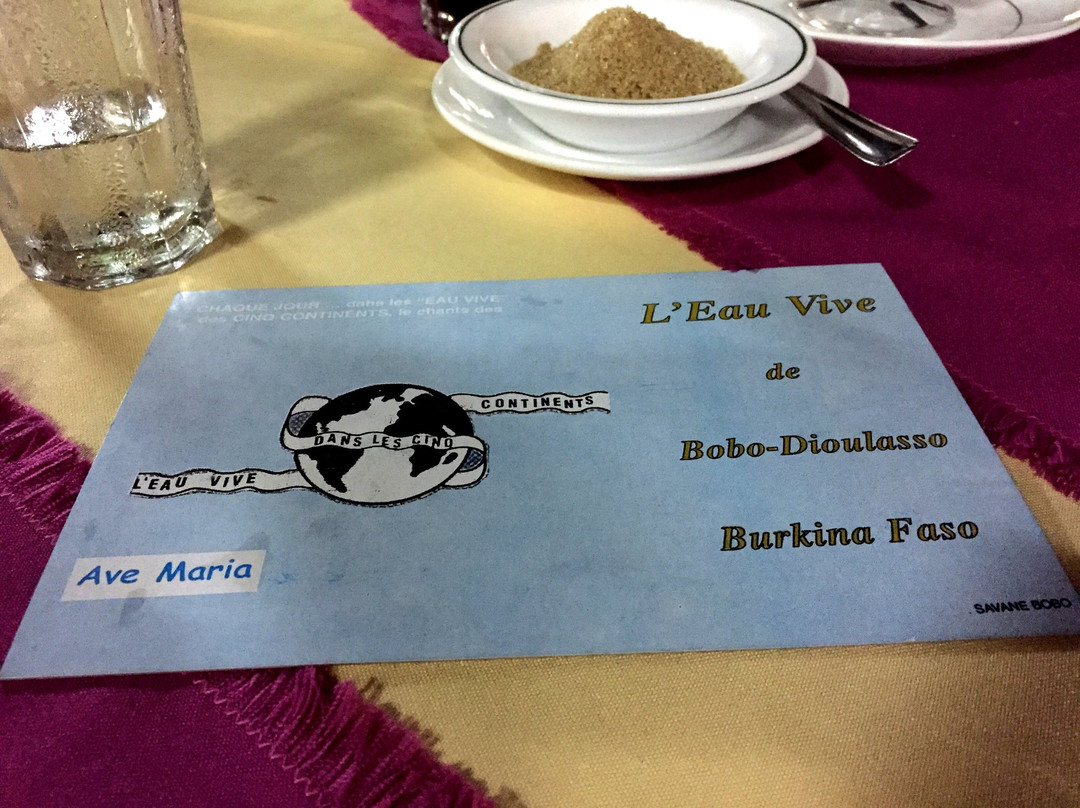 CHAQUE JOUR ... dans les "EAU VIVE"
des CINQ CONTINENTS, le chants des
L'Eau Vive
de
Bobo-Dioulasso
Burkina Faso
L'EAU VIVE
DANS LES CINQ
CONTINENTS
Ave Maria
SAVANE BOBO